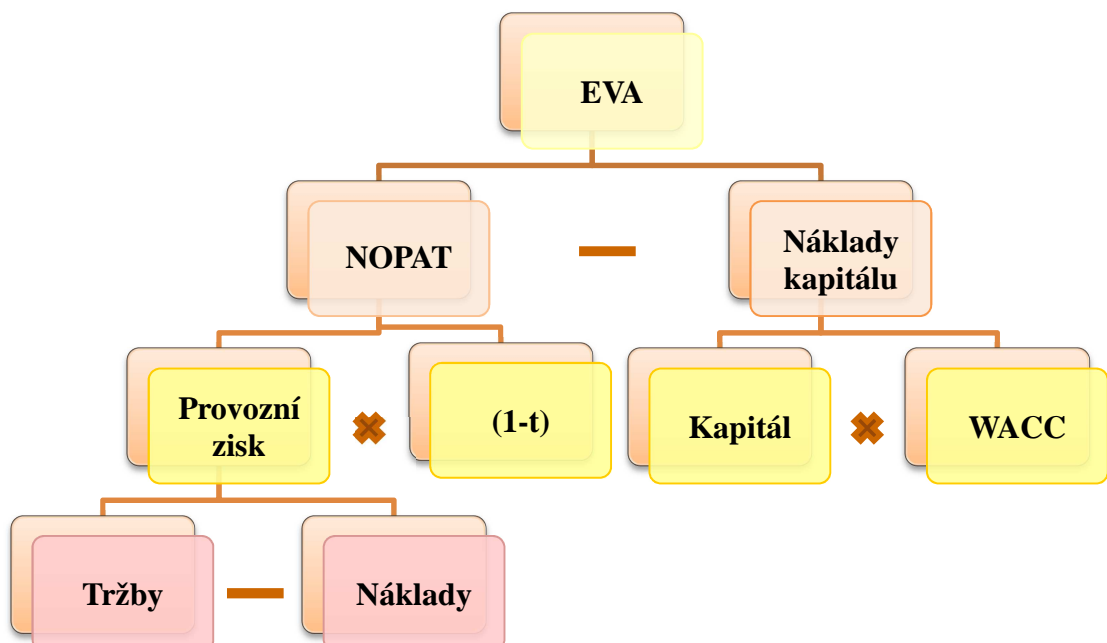 EVA
NOPAT
Náklady
kapitálu
Provozní
zisk
(1-t)
Kapitál
WACC
Tržby
Náklady